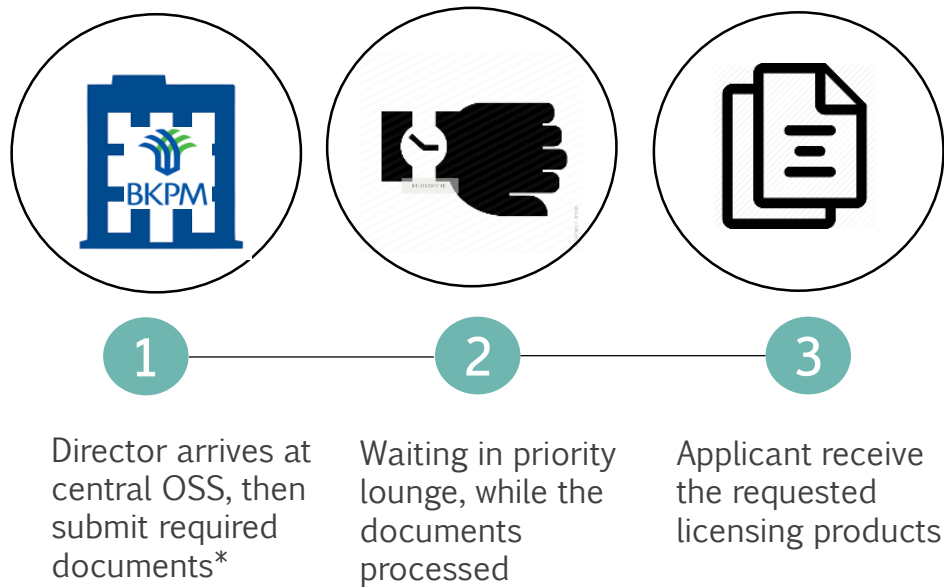 BKPM
1
2
3
Director arrives at
central OSS, then
submit required
documents*
Waiting in priority
lounge, while the
documents
processed
Applicant receive
the requested
licensing products